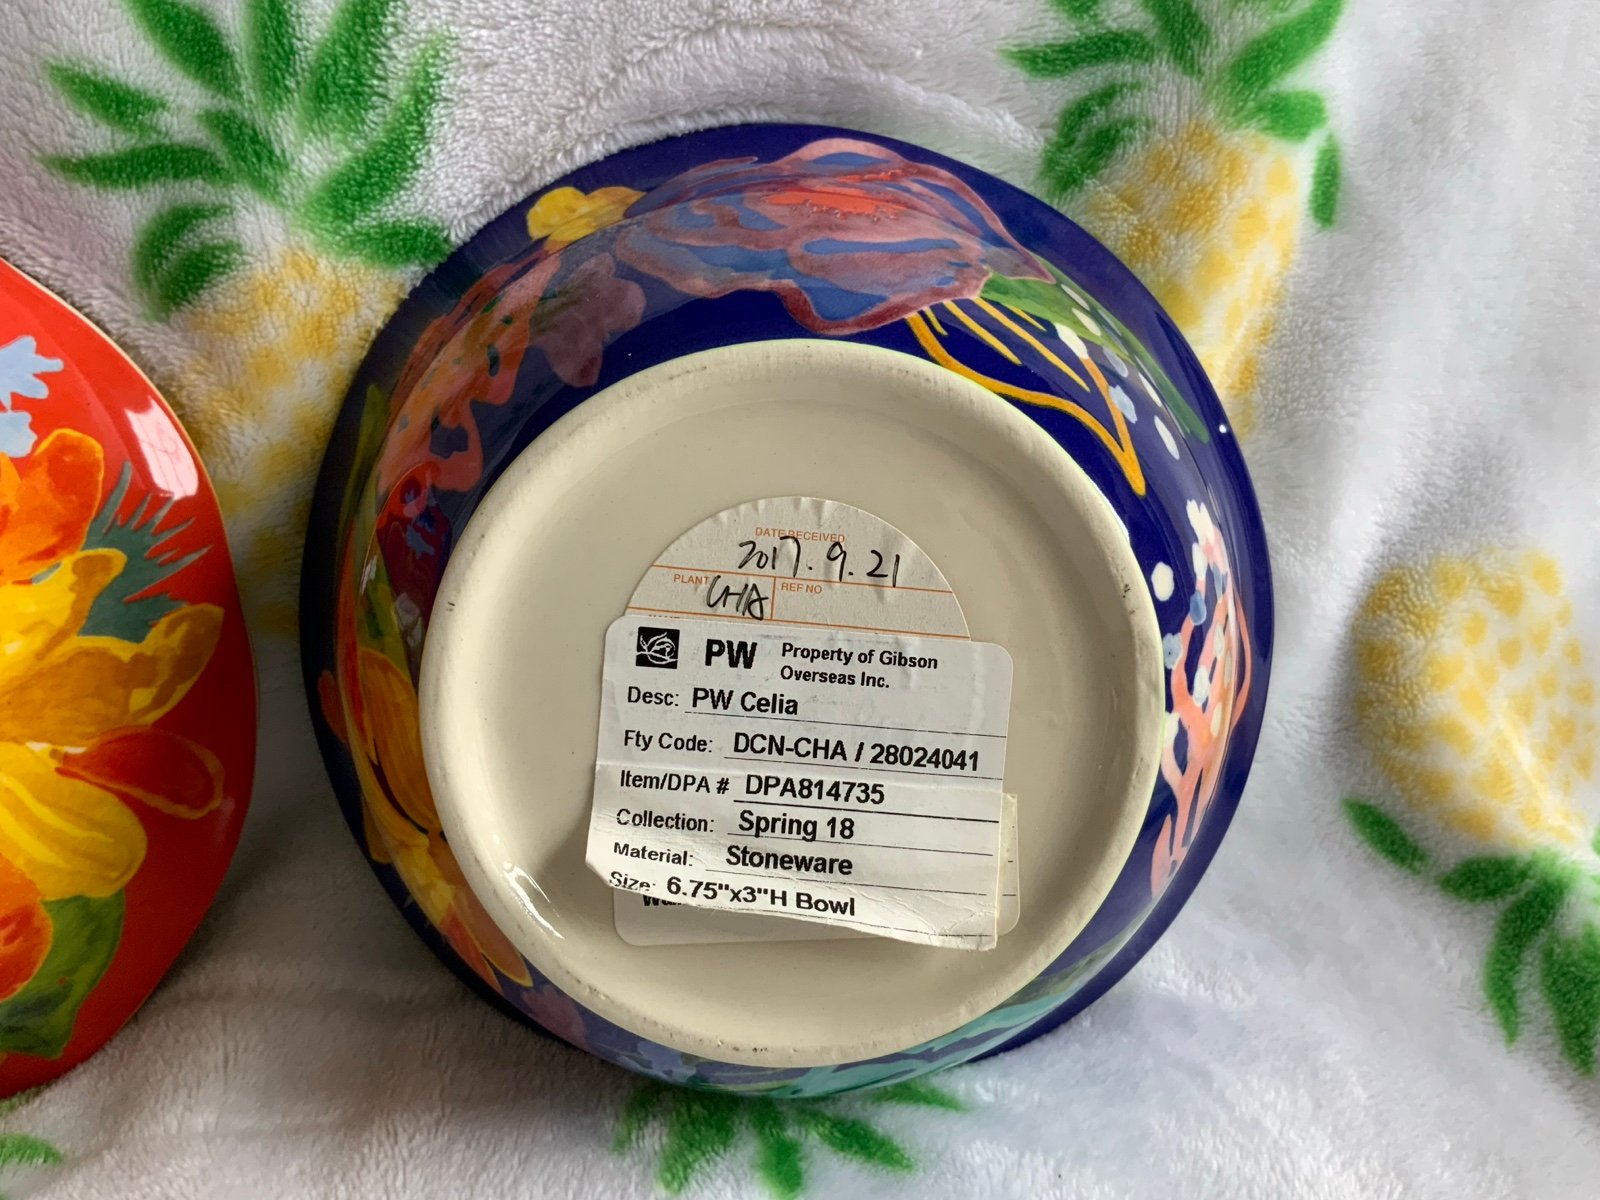 DATE RECEIVED
2017.9.21
PLANT CHA REF NO
PW Property of Gibson
Overseas Inc.
Desc: PW Celia
Fty Code: DCN-CHA / 28024041
Item/DPA # DPA814735
Collection: Spring 18
Material: Stoneware
Size: 6.75"x3"H Bowl